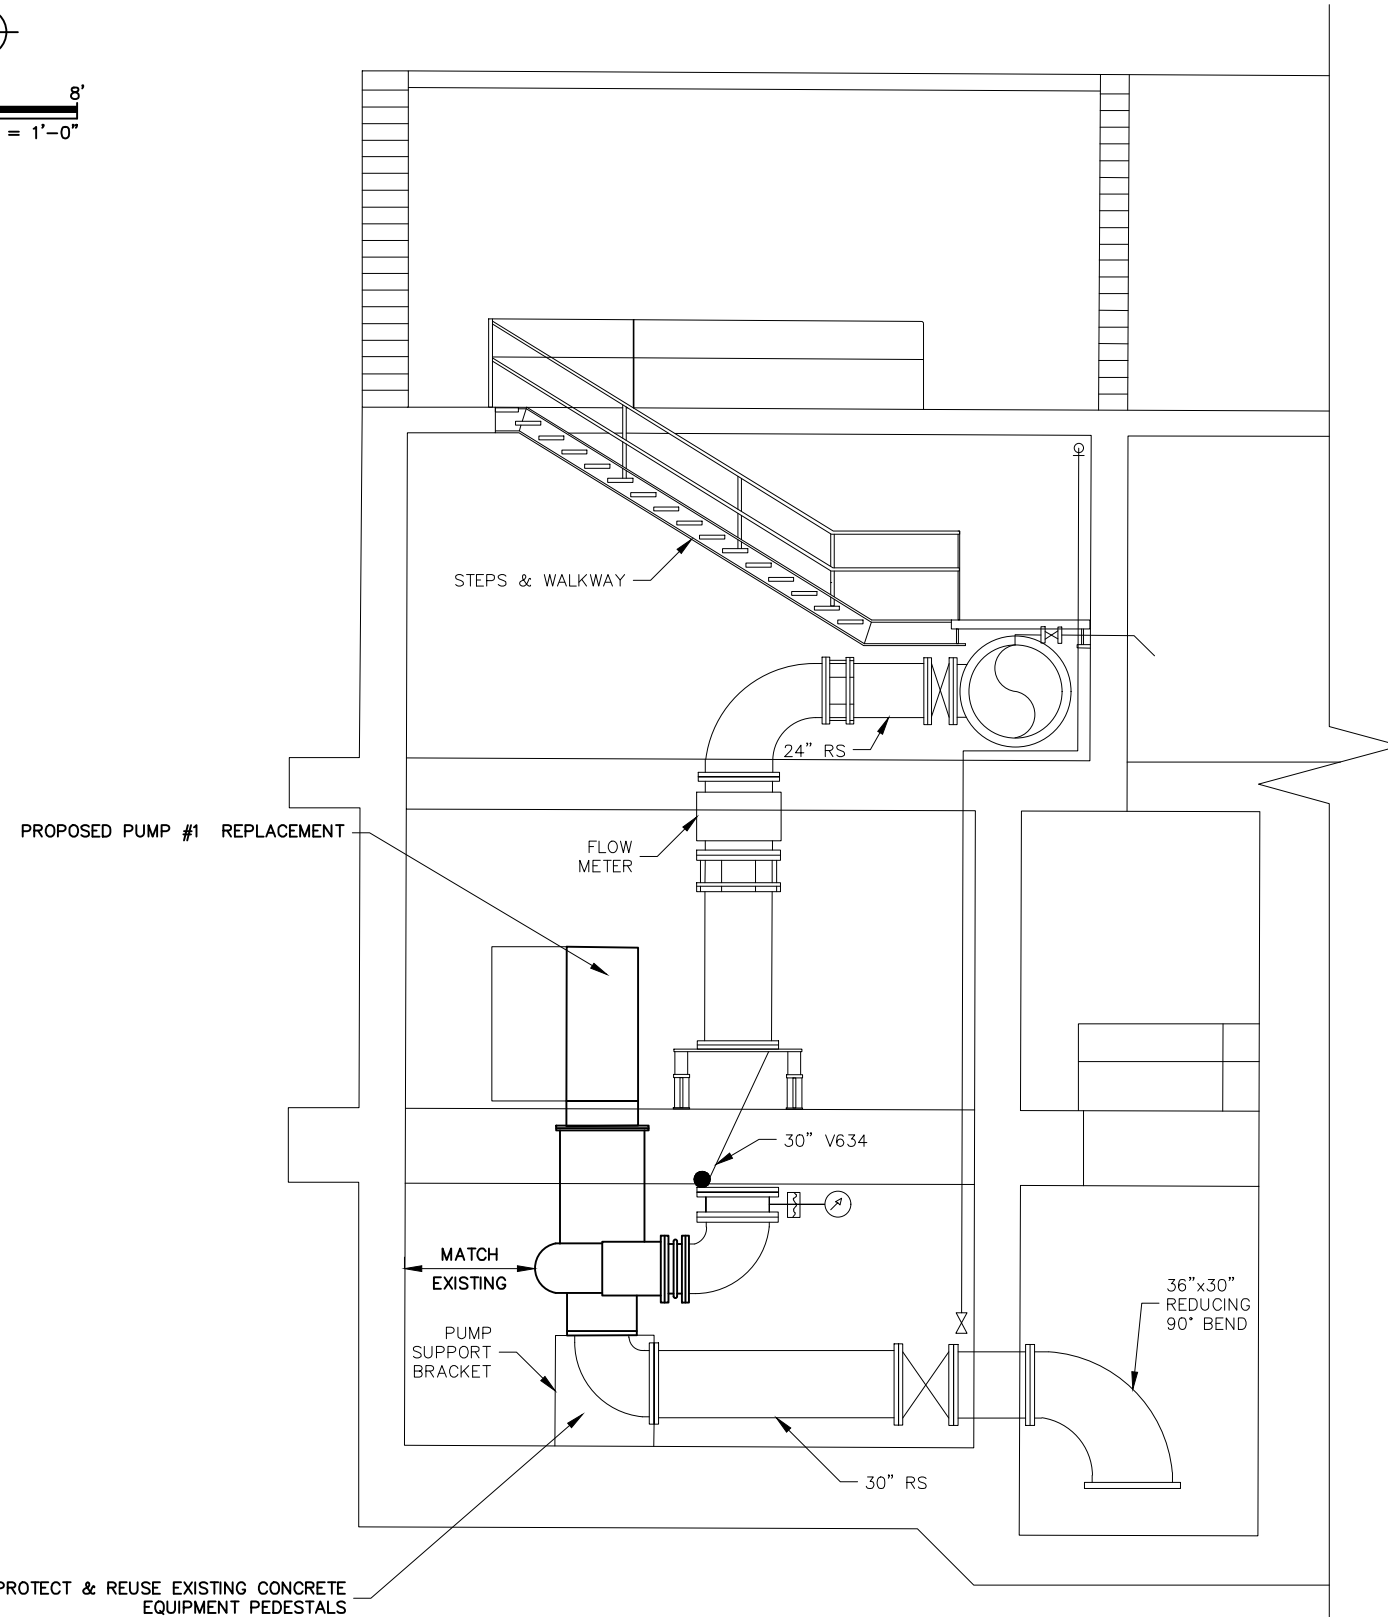 8'
= 1'-0"
STEPS & WALKWAY
24" RS
PROPOSED PUMP #1 REPLACEMENT
FLOW
METER
30" V634
MATCH
EXISTING
36"x30"
REDUCING
90° BEND
PUMP
SUPPORT
BRACKET
30" RS
PROTECT & REUSE EXISTING CONCRETE
EQUIPMENT PEDESTALS